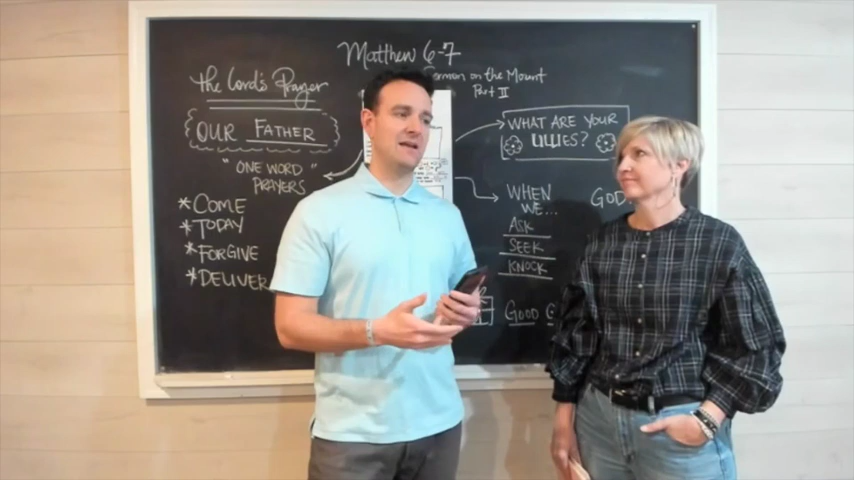 Matthew 6-7
Sermon on the Mount
Part II
The Lord's Prayer
OUR FATHER
"ONE WORD"
PRAYERS
* COME
* TODAY
* FORGIVE
* DELIVER
WHAT ARE YOUR
?
WHEN
WE...
ASK
SEEK
KNOCK
GOD
GOOD G